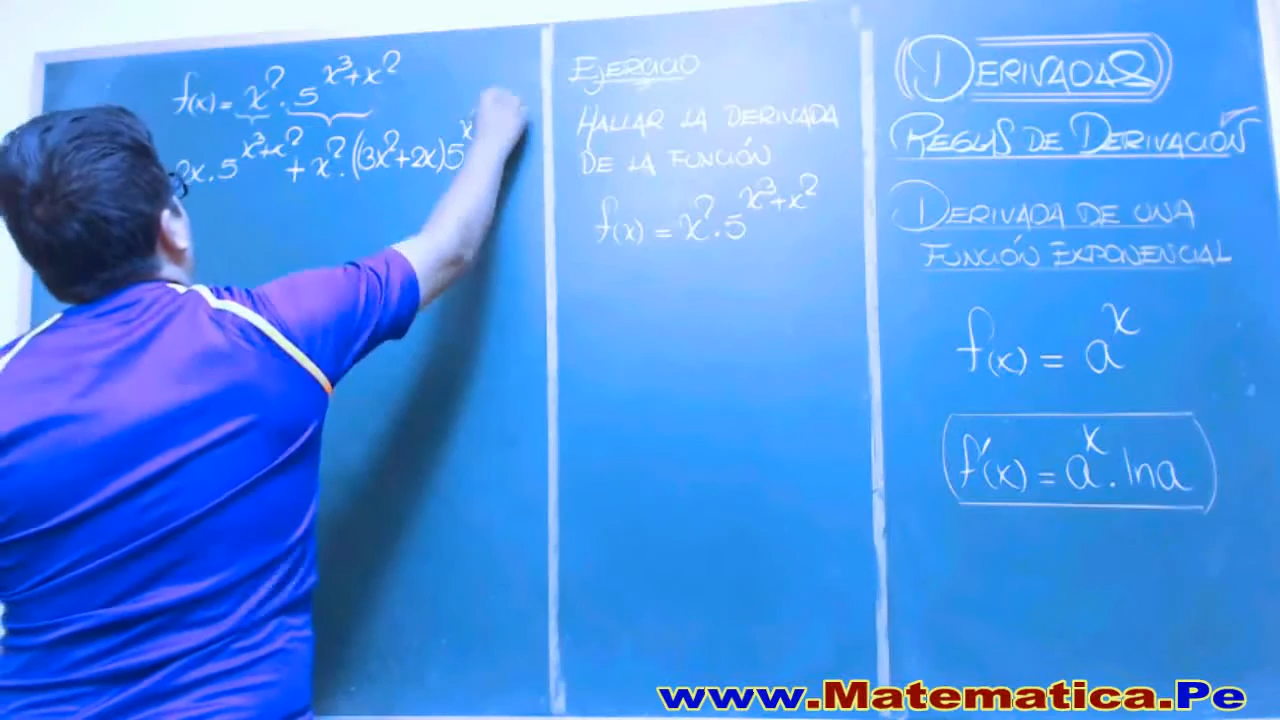 f(x) = x². 5^{x³+x²}
2x. 5^{x³+x²} + x². (3x²+2x)5^{x
Ejercicio
Hallar la derivada
de la función
f(x) = x². 5^{x³+x²}
Derivadas
Reglas de Derivación
Derivada de una
función exponencial
f(x) = a^x
f'(x) = a^x . ln a
www.Matematica.Pe